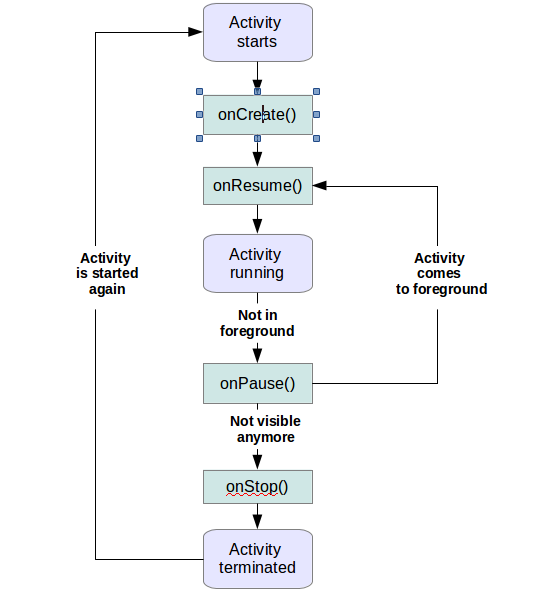 Activity
starts
onCreate()
onResume()
Activity
running
Activity
is started
again
Activity
comes
to foreground
Not in
foreground
onPause()
Not visible
anymore
onStop()
Activity
terminated